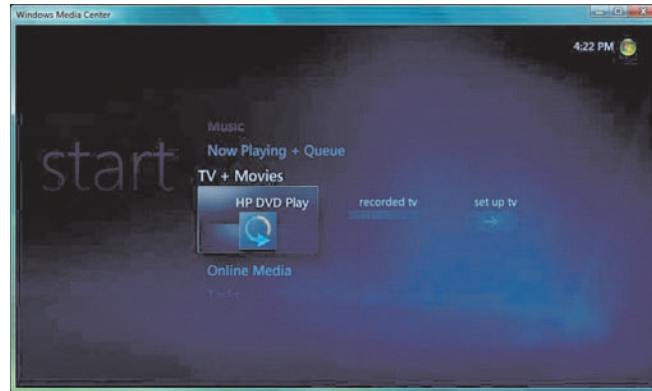 Windows Media Center
4:22 PM
start
Music
Now Playing + Queue
TV + Movies
HP DVD Play
recorded tv
set up tv
Online Media
Tasks